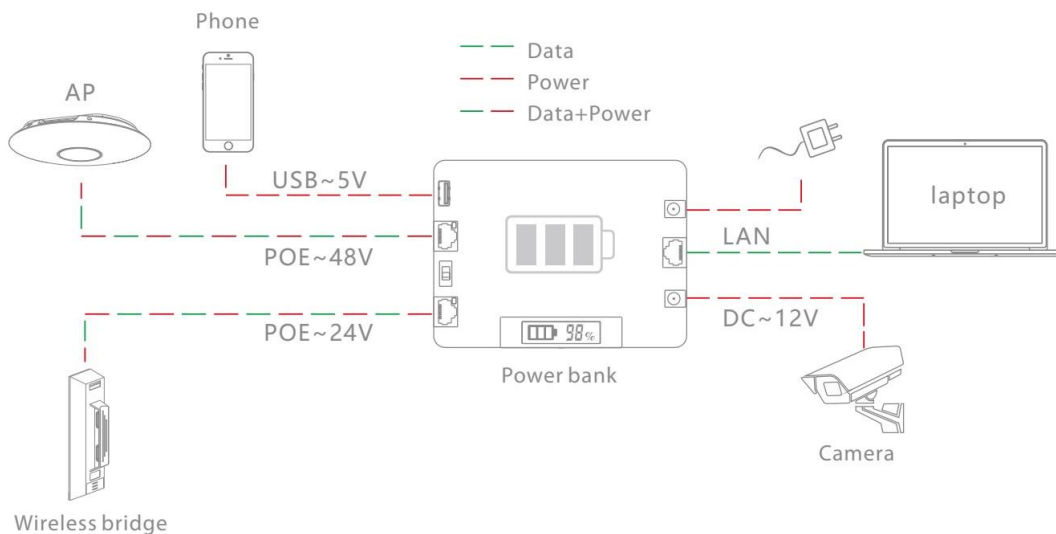 Phone
Data
Power
Data+Power
AP
USB~5V
laptop
LAN
POE~48V
POE~24V
DC~12V
98%
Power bank
Camera
Wireless bridge